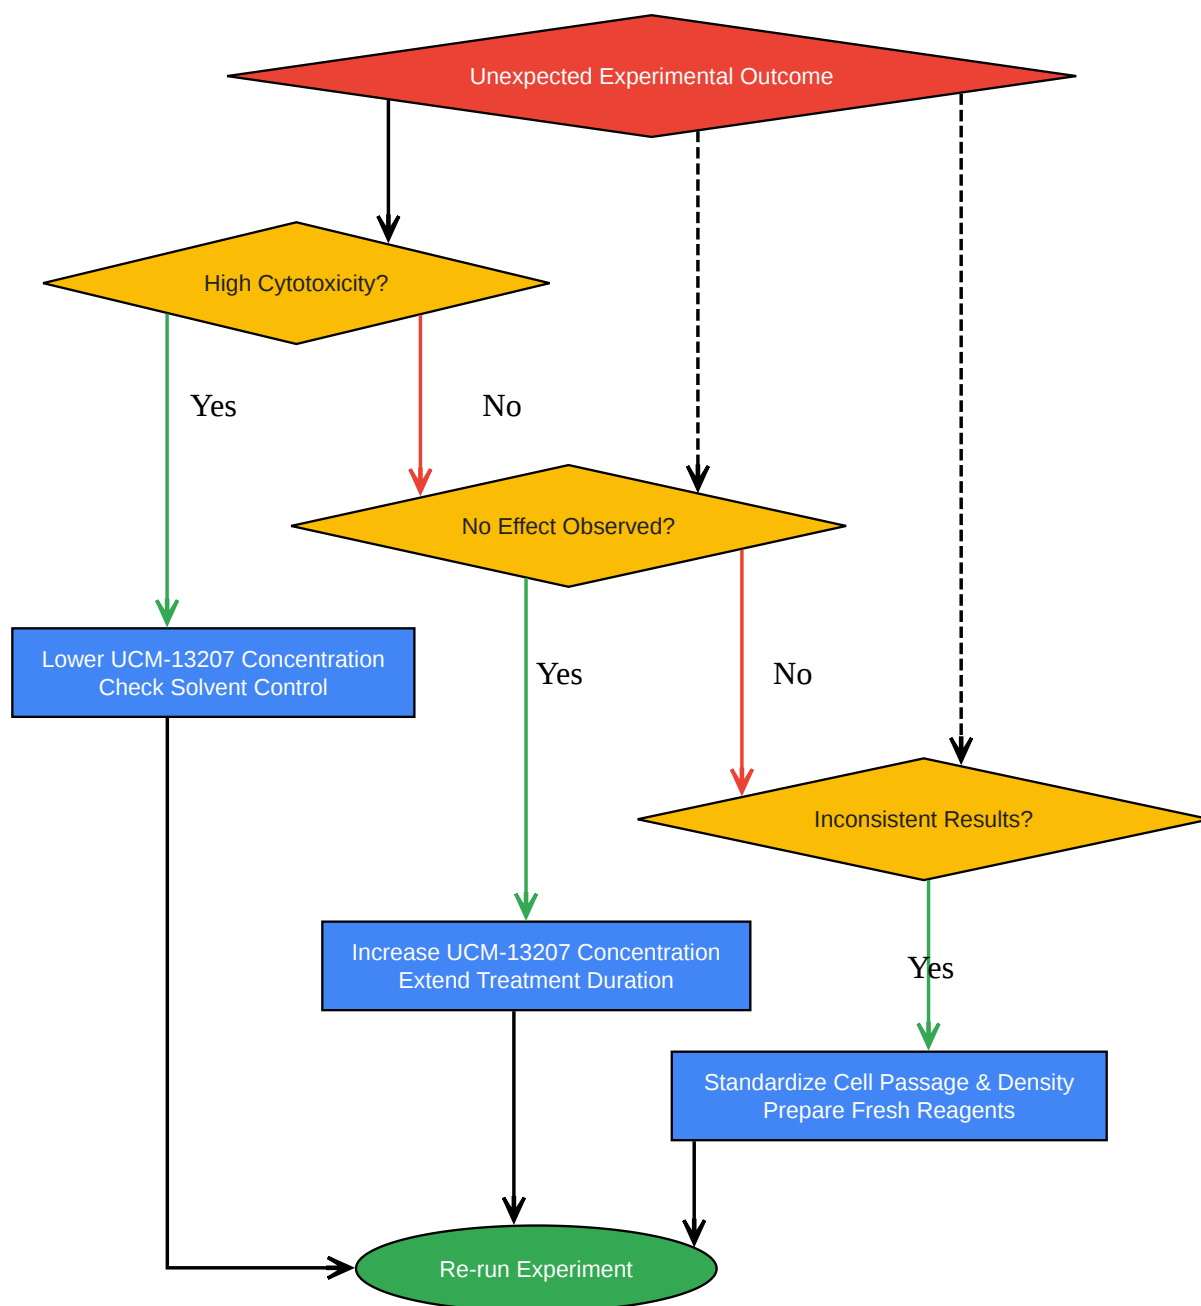 Unexpected Experimental Outcome
High Cytotoxicity?
Yes
No
No Effect Observed?
Lower UCM-13207 Concentration
Check Solvent Control
Yes
No
Inconsistent Results?
Increase UCM-13207 Concentration
Extend Treatment Duration
Yes
Standardize Cell Passage & Density
Prepare Fresh Reagents
Re-run Experiment